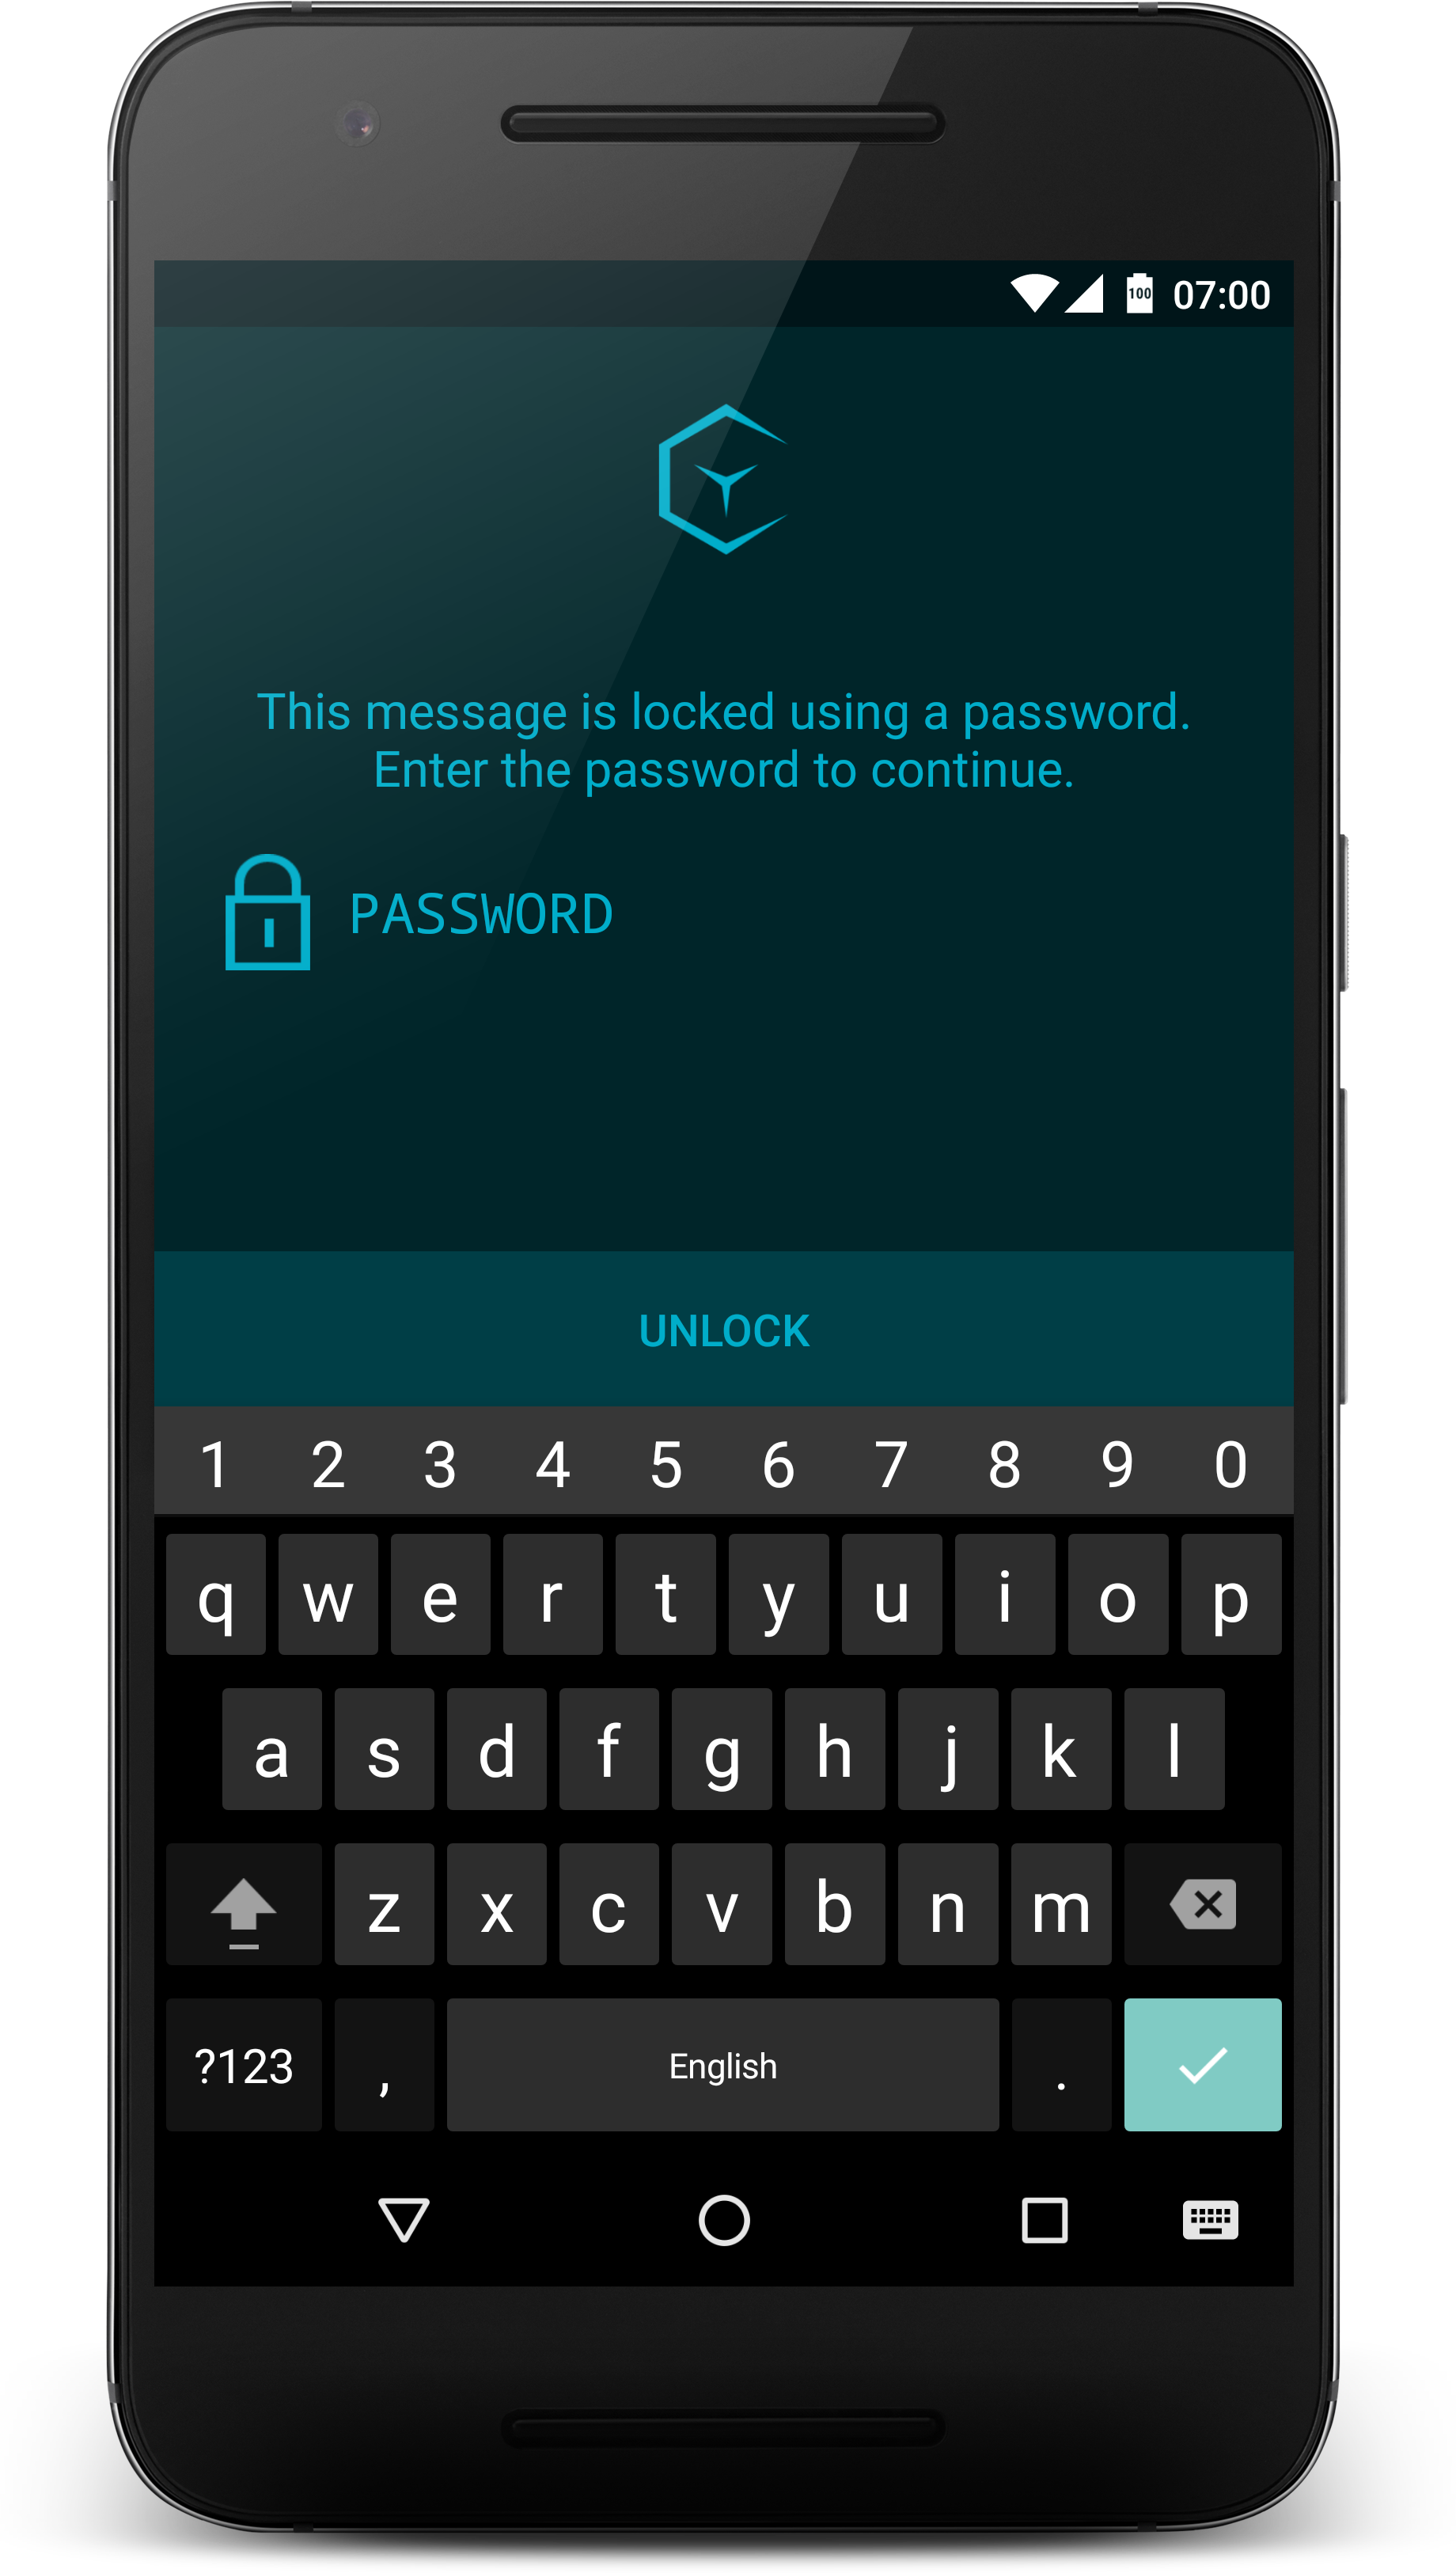 100 07:00
This message is locked using a password.
Enter the password to continue.
PASSWORD
UNLOCK
1 2 3 4 5 6 7 8 9 0
q w e r t y u i o p
a s d f g h j k l
z x c v b n m
?123 , English .